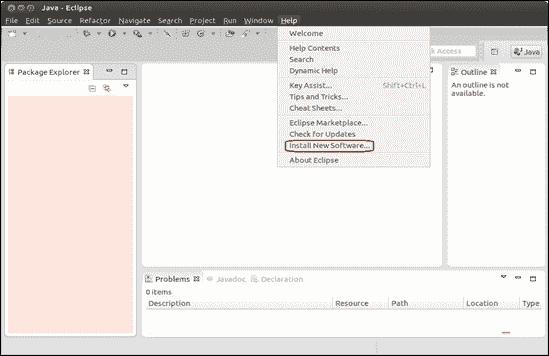 Java - Eclipse
File Edit Source Refactor Navigate Search Project Run Window Help
Welcome
Help Contents
Search
Dynamic Help
Key Assist... Shift+Ctrl+L
Tips and Tricks...
Cheat Sheets...
Eclipse Marketplace...
Check for Updates
Install New Software...
About Eclipse
Access
Java
Package Explorer
Outline
An outline is not
available.
Problems Javadoc Declaration
0 items
Description Resource Path Location Type